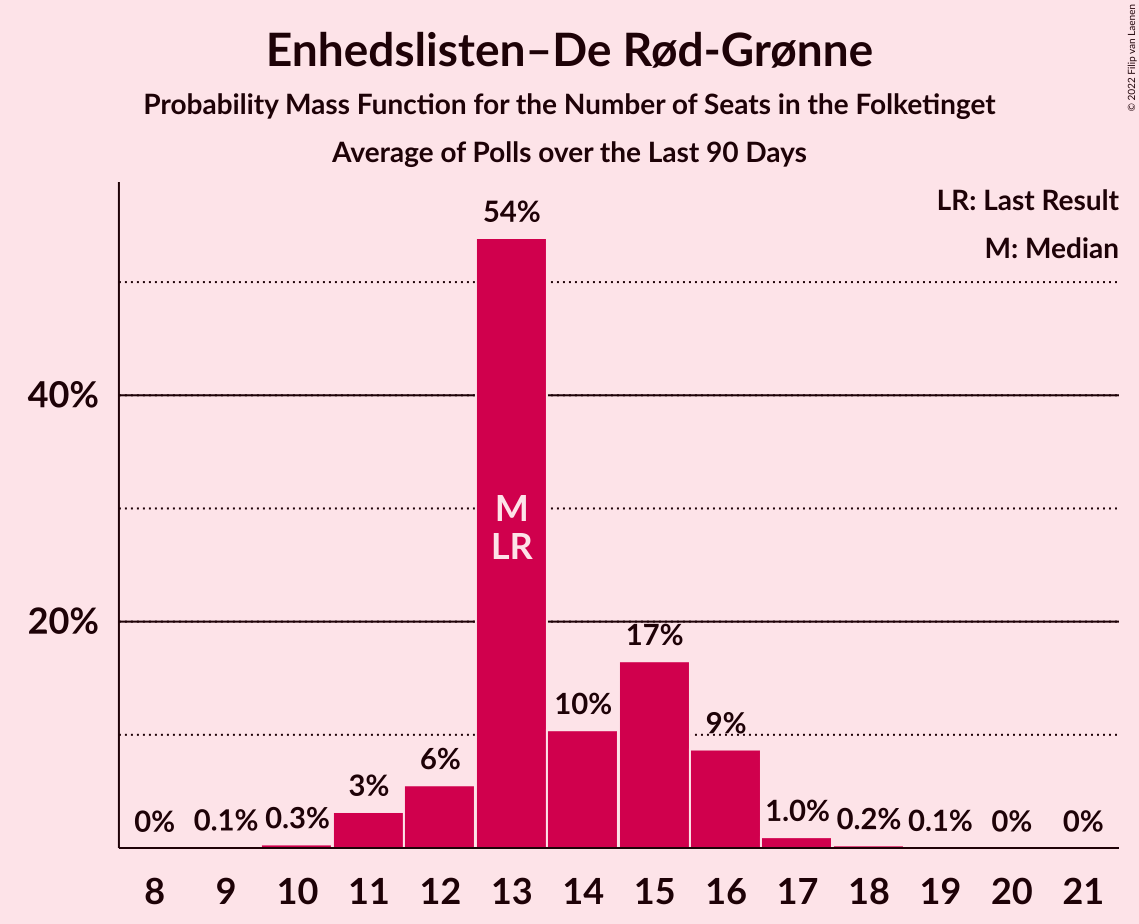 Enhedslisten–De Rød-Grønne
Probability Mass Function for the Number of Seats in the Folketinget
Average of Polls over the Last 90 Days
© 2022 Filip van Laenen
LR: Last Result
M: Median
40%
20%
0%
0.1%
0.3%
3%
6%
54%
10%
17%
9%
1.0%
0.2%
0.1%
0%
0%
M
LR
8 9 10 11 12 13 14 15 16 17 18 19 20 21